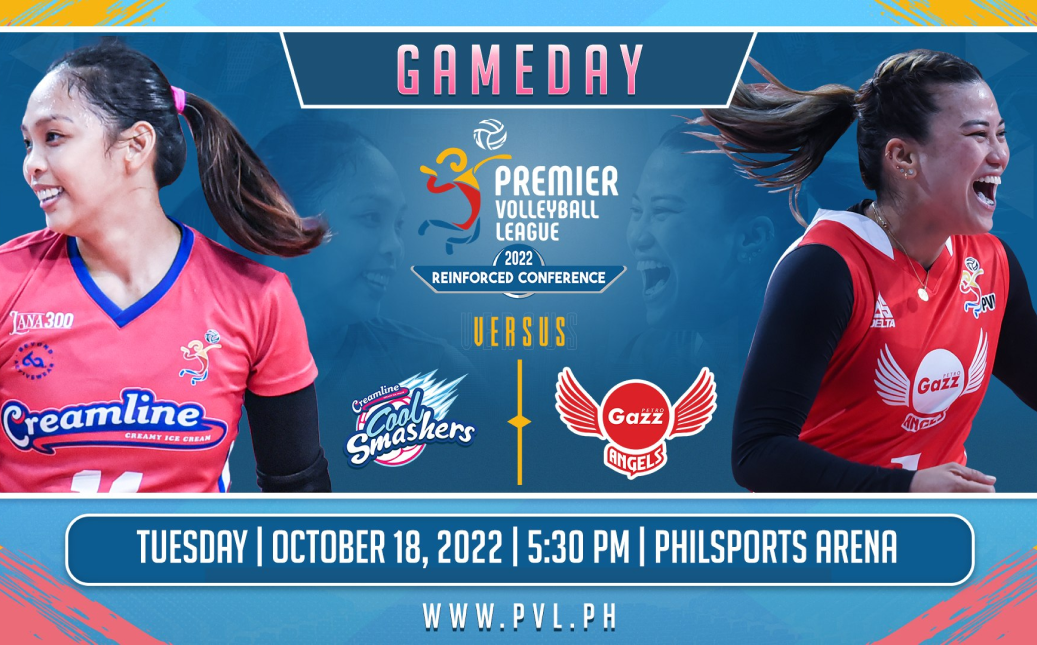 GAMEDAY
PREMIER
VOLLEYBALL
LEAGUE
2022
REINFORCED CONFERENCE
VERSUS
LANA300
Creamline
CREAMY ICE CREAM
Creamline
Cool
Smashers
PETRO
Gazz
ANGELS
DELTA
PVL
PETRO
Gazz
ANGELS
TUESDAY | OCTOBER 18, 2022 | 5:30 PM | PHILSPORTS ARENA
WWW.PVL.PH